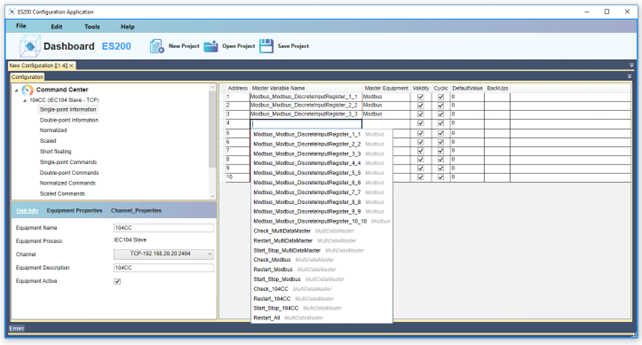 ES200 Configuration Application
File Edit Tools Help
Dashboard ES200 New Project Open Project Save Project
New Configuration [(1.4)] X
Configuration
Command Center
104CC (IEC104 Slave - TCP)
Single-point Information
Double-point Information
Normalized
Scaled
Short floating
Single-point Commands
Double-point Commands
Normalized Commands
Scaled Commands
Unit Info Equipment Properties Channel_Properties
Equipment Name 104CC
Equipment Process IEC104 Slave
Channel TCP-192.168.20.20:2404
Equipment Description 104CC
Equipment Active
Address Master Variable Name Master Equipment Validity Cyclic DefaultValue BackUps
1 Modbus_Modbus_DiscreteInputRegister_1_1 Modbus 0
2 Modbus_Modbus_DiscreteInputRegister_2_2 Modbus 0
3 Modbus_Modbus_DiscreteInputRegister_3_3 Modbus 0
4 0
5 0
6 0
7 0
8 0
9 0
10 0
Modbus_Modbus_DiscreteInputRegister_1_1 Modbus
Modbus_Modbus_DiscreteInputRegister_2_2 Modbus
Modbus_Modbus_DiscreteInputRegister_3_3 Modbus
Modbus_Modbus_DiscreteInputRegister_4_4 Modbus
Modbus_Modbus_DiscreteInputRegister_5_5 Modbus
Modbus_Modbus_DiscreteInputRegister_6_6 Modbus
Modbus_Modbus_DiscreteInputRegister_7_7 Modbus
Modbus_Modbus_DiscreteInputRegister_8_8 Modbus
Modbus_Modbus_DiscreteInputRegister_9_9 Modbus
Modbus_Modbus_DiscreteInputRegister_10_10 Modbus
Check_MultiDataMaster MultiDataMaster
Restart_MultiDataMaster MultiDataMaster
Start_Stop_MultiDataMaster MultiDataMaster
Check_Modbus MultiDataMaster
Restart_Modbus MultiDataMaster
Start_Stop_Modbus MultiDataMaster
Check_104CC MultiDataMaster
Restart_104CC MultiDataMaster
Start_Stop_104CC MultiDataMaster
Restart_All MultiDataMaster
Errors